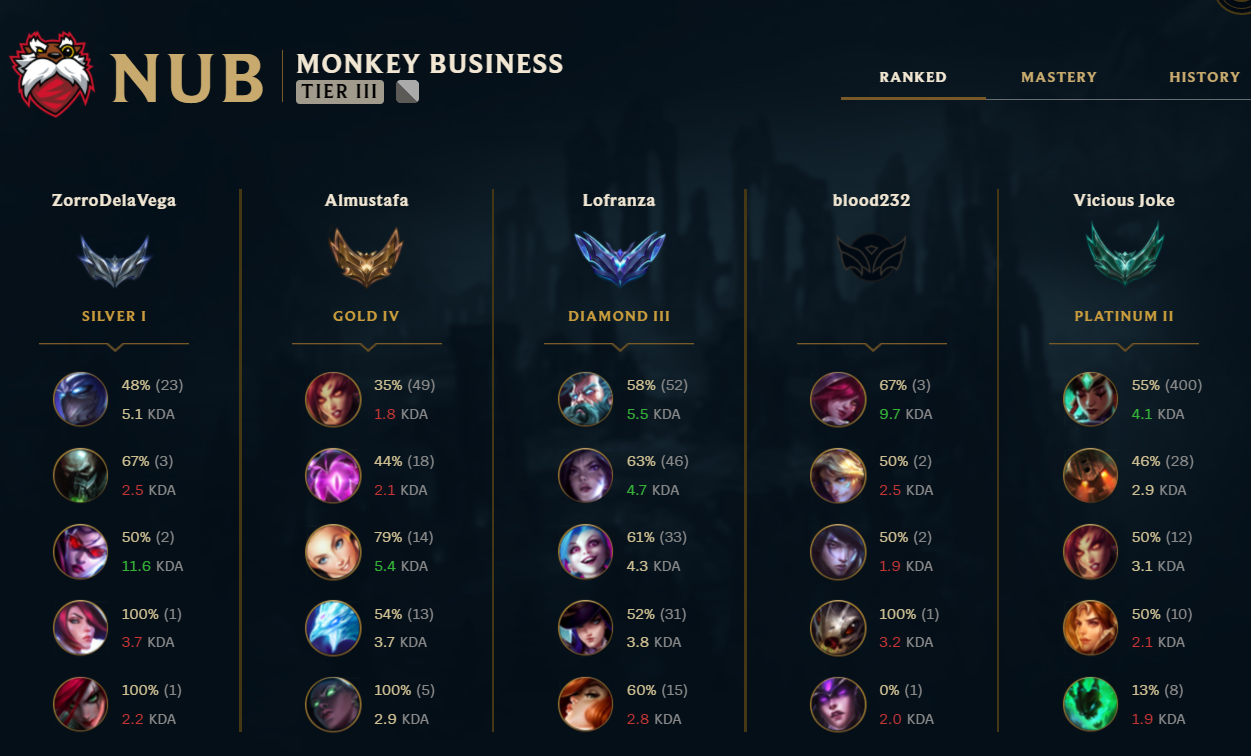 NUB
MONKEY BUSINESS
TIER III
RANKED
MASTERY
HISTORY
ZorroDelaVega
SILVER I
48% (23)
5.1 KDA
67% (3)
2.5 KDA
50% (2)
11.6 KDA
100% (1)
3.7 KDA
100% (1)
2.2 KDA
Almustafa
GOLD IV
35% (49)
1.8 KDA
44% (18)
2.1 KDA
79% (14)
5.4 KDA
54% (13)
3.7 KDA
100% (5)
2.9 KDA
Lofranza
DIAMOND III
58% (52)
5.5 KDA
63% (46)
4.7 KDA
61% (33)
4.3 KDA
52% (31)
3.8 KDA
60% (15)
2.8 KDA
blood232
67% (3)
9.7 KDA
50% (2)
2.5 KDA
50% (2)
1.9 KDA
100% (1)
3.2 KDA
0% (1)
2.0 KDA
Vicious Joke
PLATINUM II
55% (400)
4.1 KDA
46% (28)
2.9 KDA
50% (12)
3.1 KDA
50% (10)
2.1 KDA
13% (8)
1.9 KDA